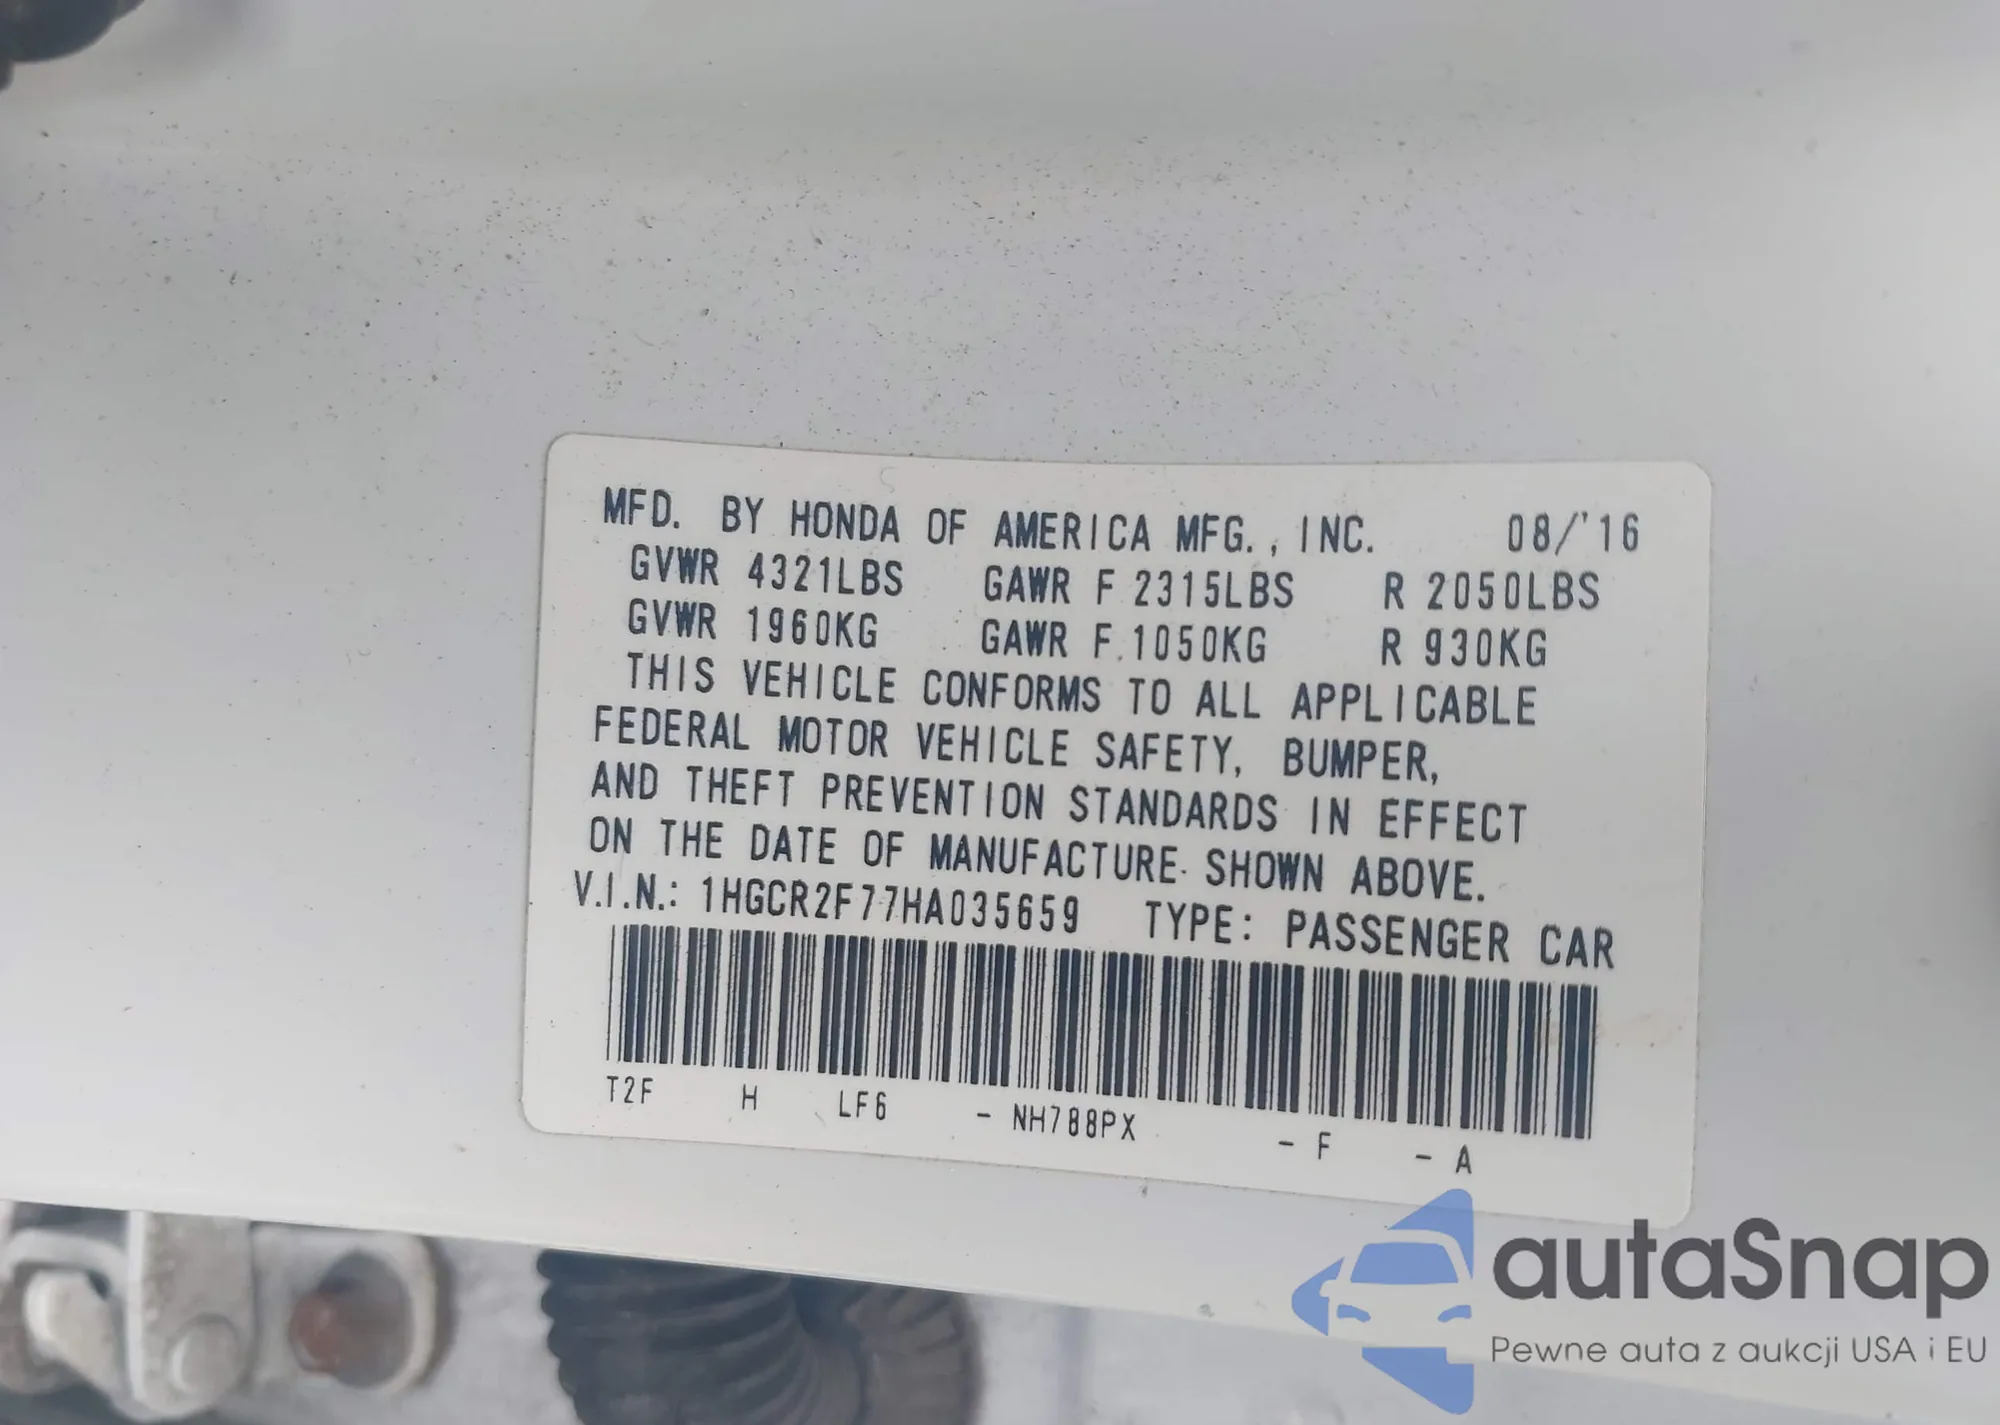 MFD. BY HONDA OF AMERICA MFG., INC. 08/'16
GVWR 4321LBS GAWR F 2315LBS R 2050LBS
GVWR 1960KG GAWR F 1050KG R 930KG
THIS VEHICLE CONFORMS TO ALL APPLICABLE
FEDERAL MOTOR VEHICLE SAFETY, BUMPER,
AND THEFT PREVENTION STANDARDS IN EFFECT
ON THE DATE OF MANUFACTURE SHOWN ABOVE.
V.I.N.: 1HGCR2F77HA035659 TYPE: PASSENGER CAR
T2F H LF6 - NH788PX - F - A
autaSnap
Pewne auta z aukcji USA i EU